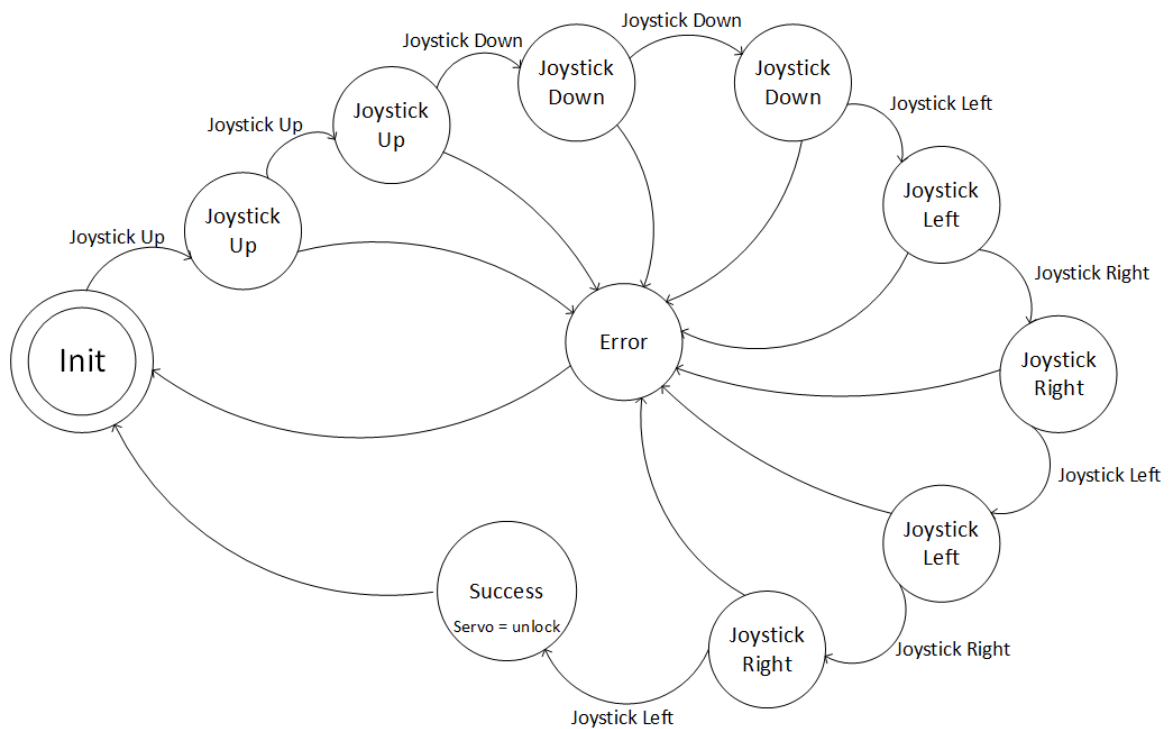 Joystick Down
Joystick Down
Joystick
Down
Joystick
Down
Joystick Left
Joystick Up
Joystick
Up
Joystick
Left
Joystick Up
Joystick
Up
Joystick Right
Init
Error
Joystick
Right
Joystick Left
Joystick
Left
Success
Servo = unlock
Joystick
Right
Joystick Right
Joystick Left